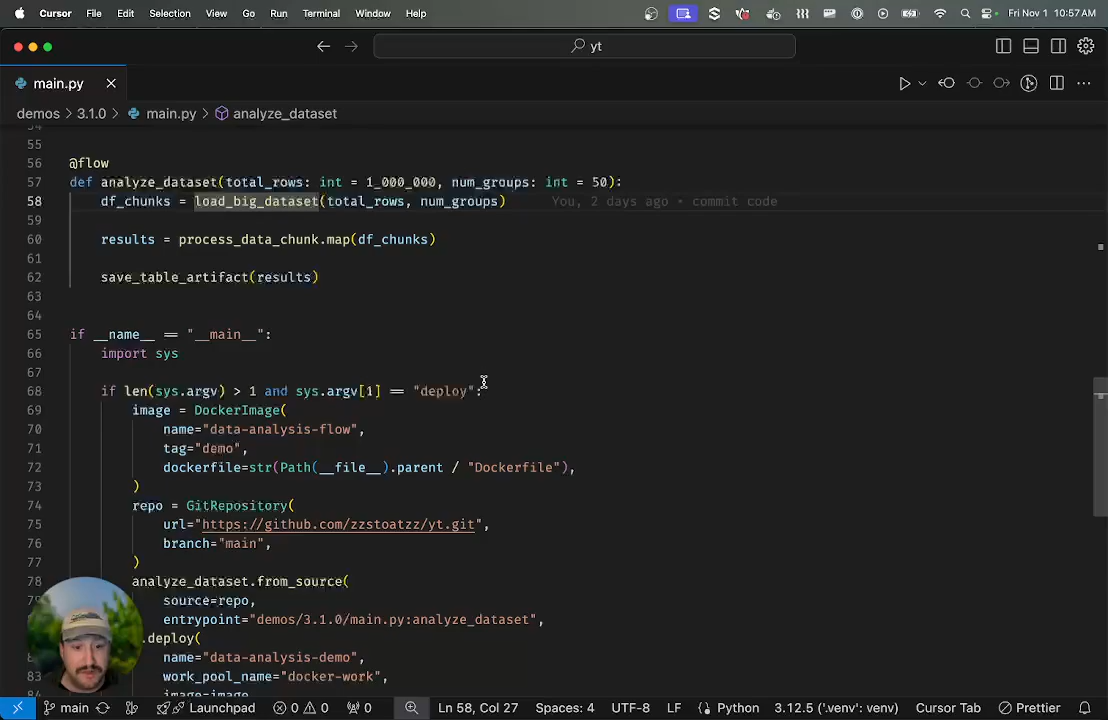 Cursor File Edit Selection View Go Run Terminal Window Help Fri Nov 1 10:57 AM
yt
main.py
demos > 3.1.0 > main.py > analyze_dataset
54
55
56 @flow
57 def analyze_dataset(total_rows: int = 1_000_000, num_groups: int = 50):
58 df_chunks = load_big_dataset(total_rows, num_groups) You, 2 days ago • commit code
59
60 results = process_data_chunk.map(df_chunks)
61
62 save_table_artifact(results)
63
64
65 if __name__ == "__main__":
66 import sys
67
68 if len(sys.argv) > 1 and sys.argv[1] == "deploy":
69 image = DockerImage(
70 name="data-analysis-flow",
71 tag="demo",
72 dockerfile=str(Path(__file__).parent / "Dockerfile"),
73 )
74 repo = GitRepository(
75 url="https://github.com/zzstoatzz/yt.git",
76 branch="main",
77 )
78 analyze_dataset.from_source(
source=repo,
entrypoint="demos/3.1.0/main.py:analyze_dataset",
.deploy(
name="data-analysis-demo",
work_pool_name="docker-work",
image=image
main Launchpad 0 0 0 Ln 58, Col 27 Spaces: 4 UTF-8 LF Python 3.12.5 ('.venv': venv) Cursor Tab Prettier